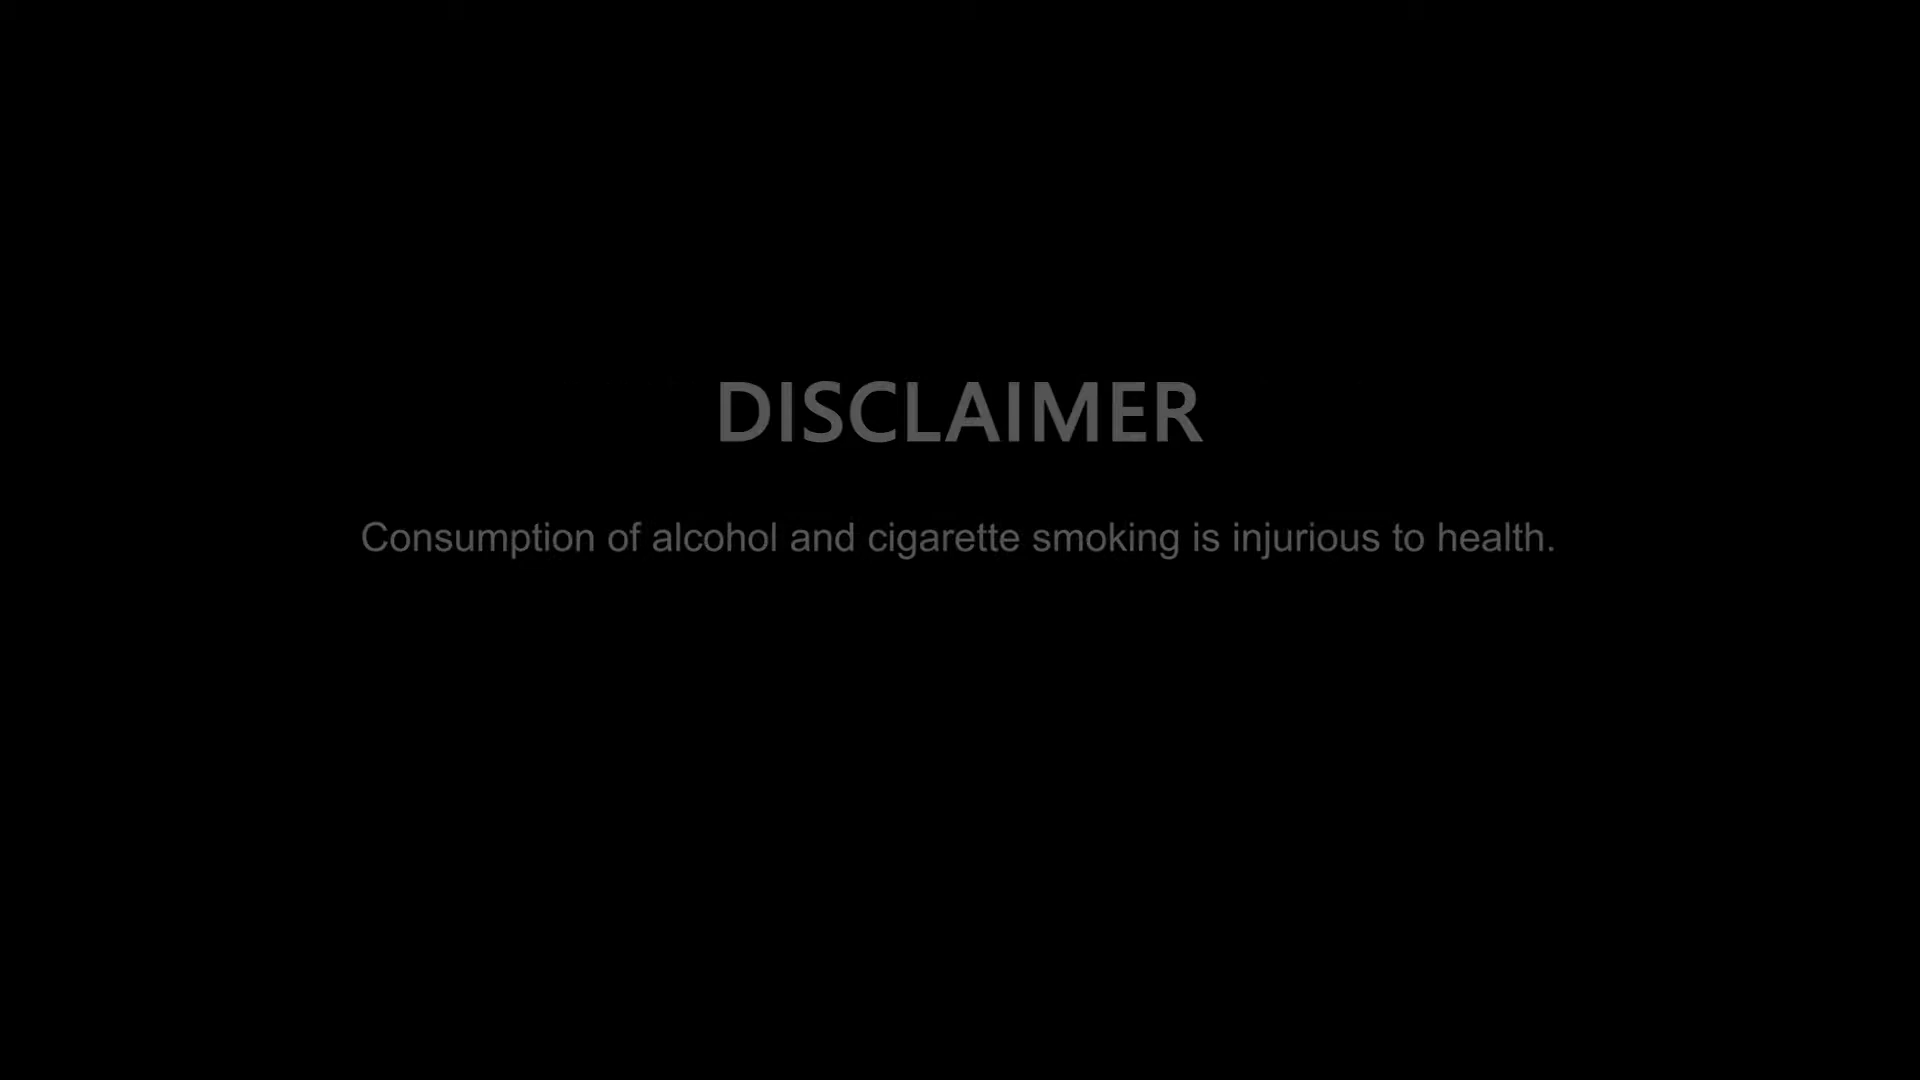 DISCLAIMER
Consumption of alcohol and cigarette smoking is injurious to health.